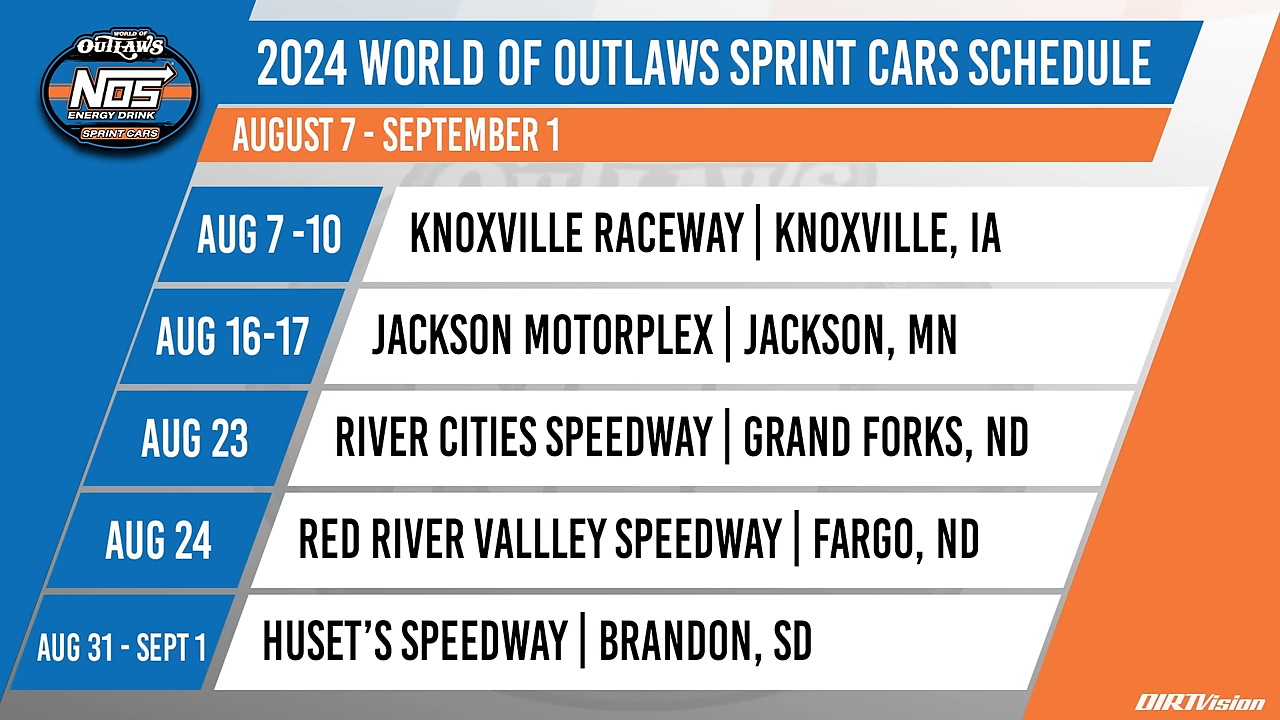 WORLD OF
OUTLAWS
NOS
ENERGY DRINK
SPRINT CARS
2024 WORLD OF OUTLAWS SPRINT CARS SCHEDULE
AUGUST 7 - SEPTEMBER 1
AUG 7 -10 KNOXVILLE RACEWAY | KNOXVILLE, IA
AUG 16-17 JACKSON MOTORPLEX | JACKSON, MN
AUG 23 RIVER CITIES SPEEDWAY | GRAND FORKS, ND
AUG 24 RED RIVER VALLLEY SPEEDWAY | FARGO, ND
AUG 31 - SEPT 1 HUSET’S SPEEDWAY | BRANDON, SD
DIRTVision